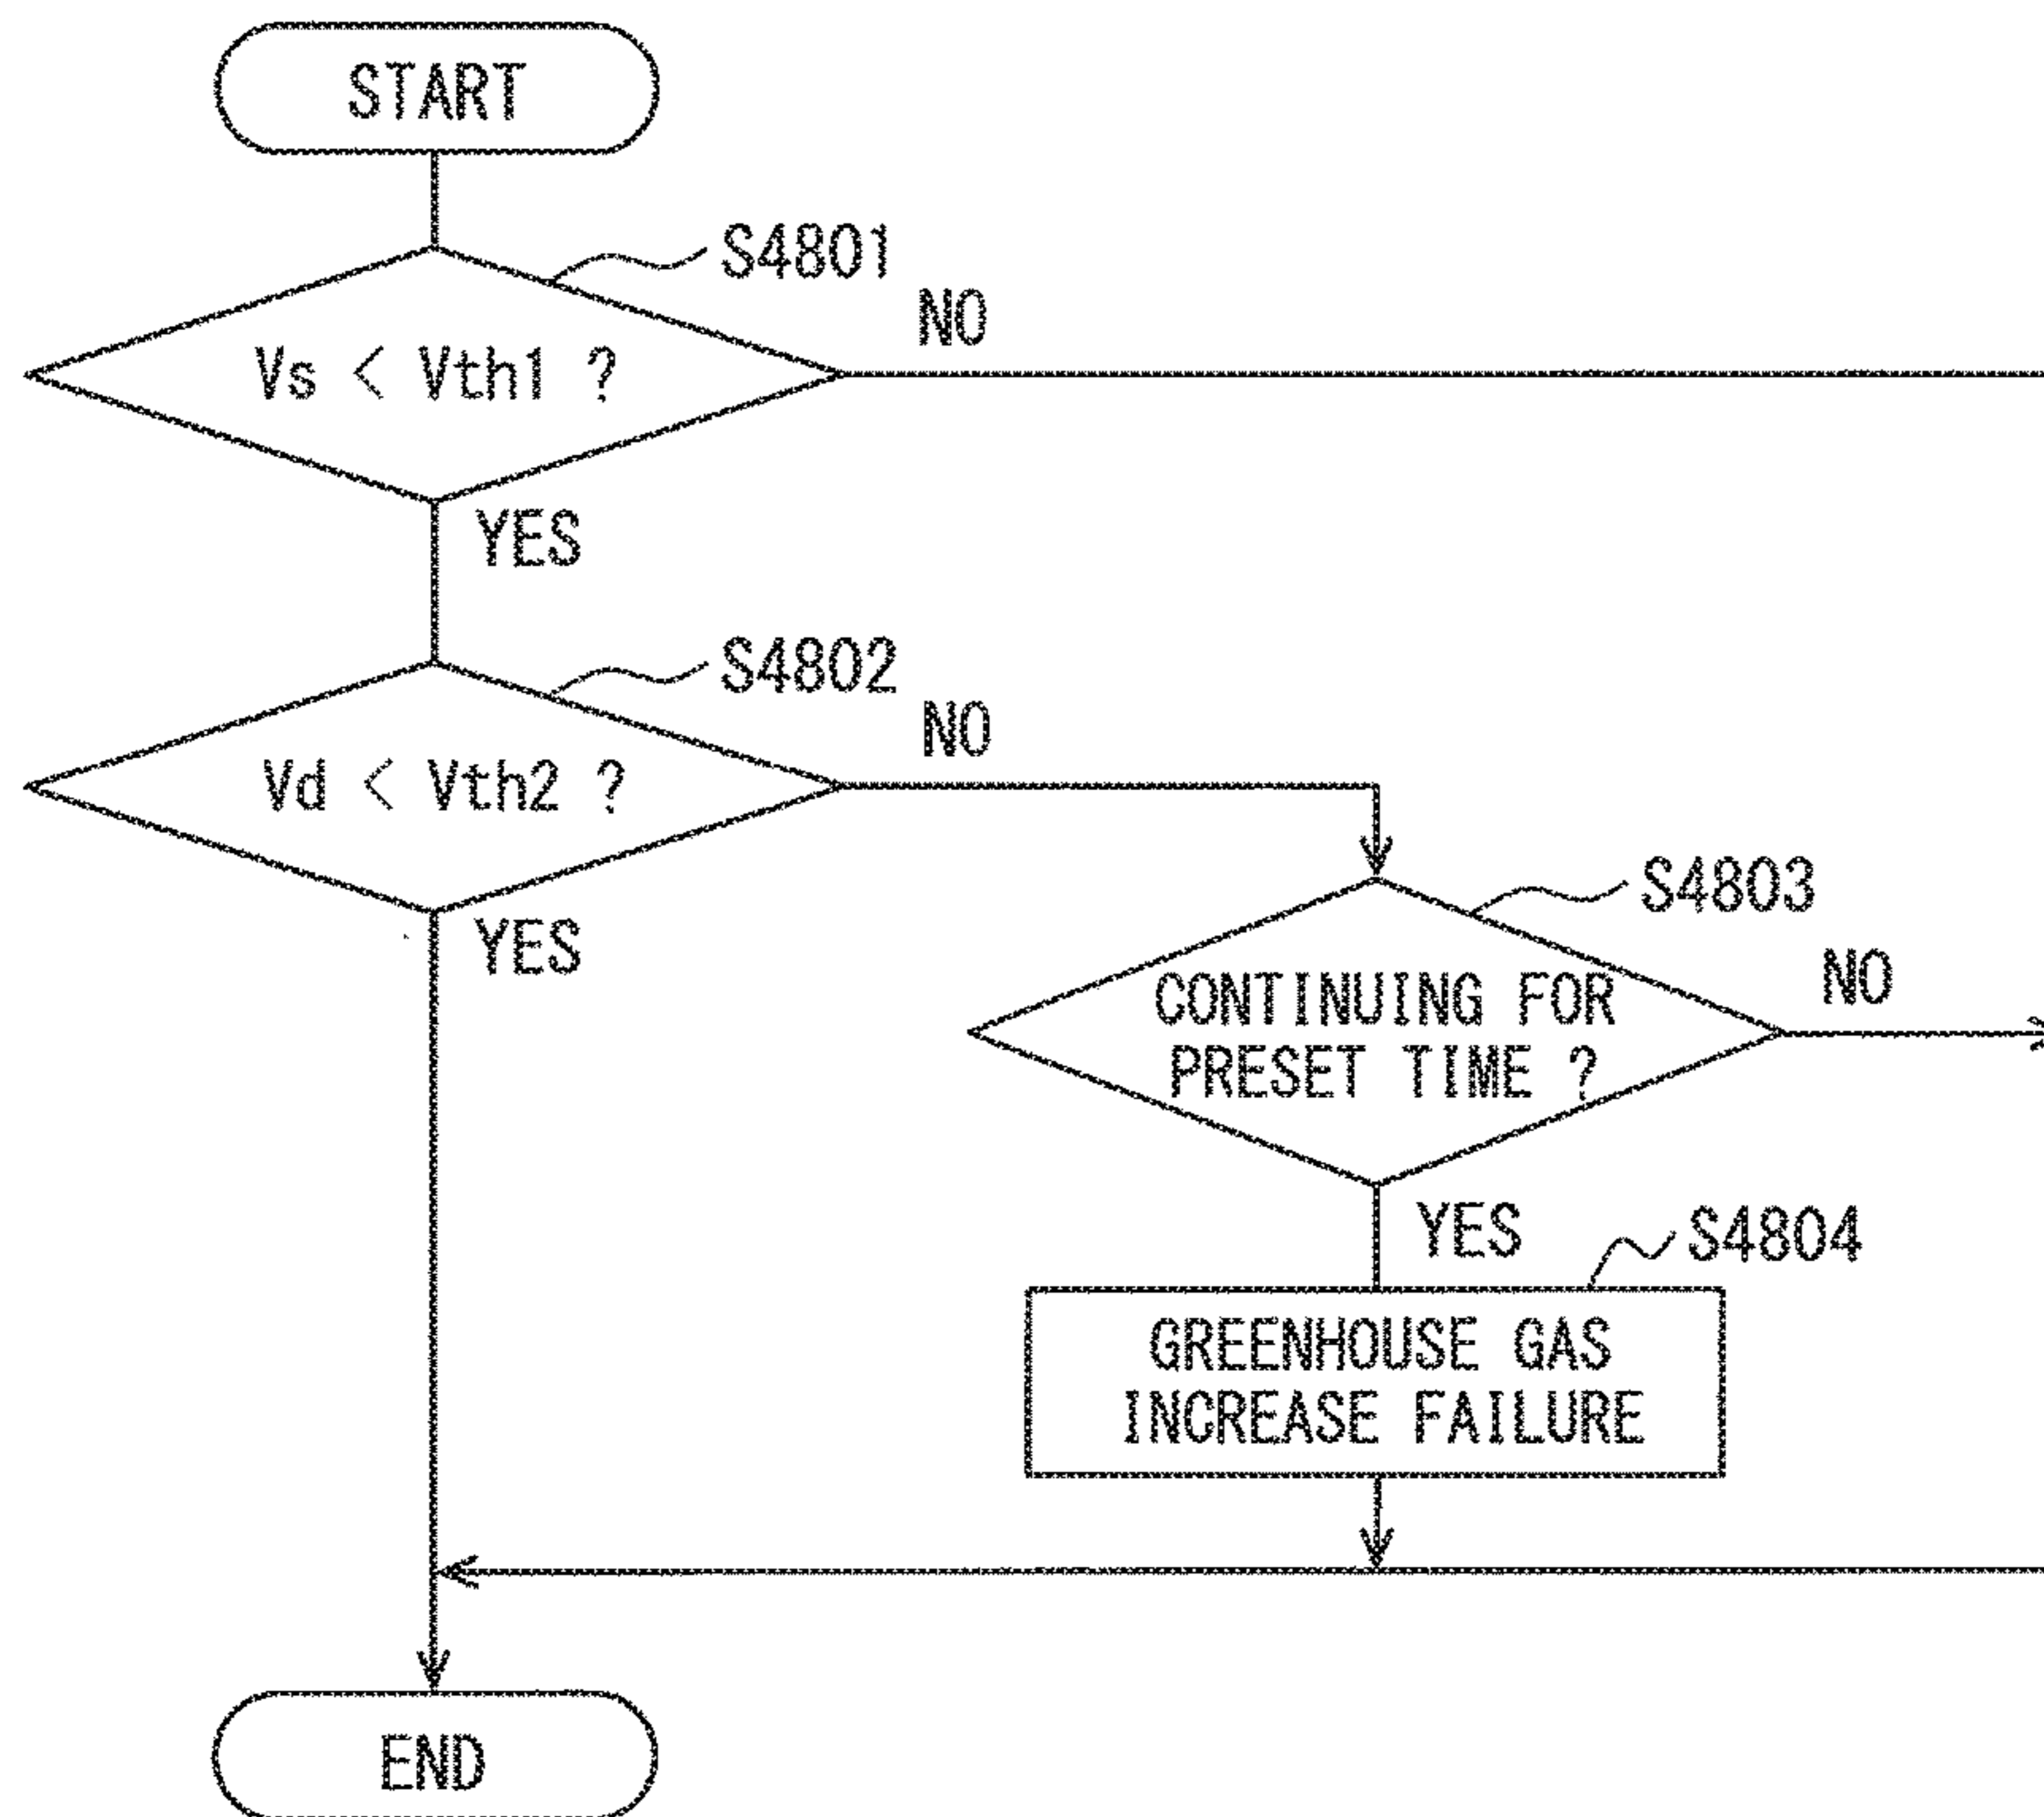 START
S4801
NO
Vs < Vth1 ?
YES
S4802
NO
Vd < Vth2 ?
YES
S4803
NO
CONTINUING FOR
PRESET TIME ?
YES
S4804
GREENHOUSE GAS
INCREASE FAILURE
END